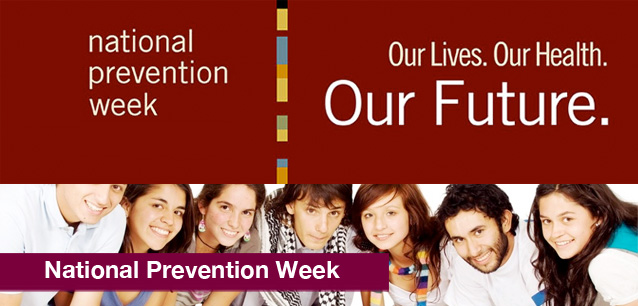 national
prevention
week
Our Lives. Our Health.
Our Future.
National Prevention Week